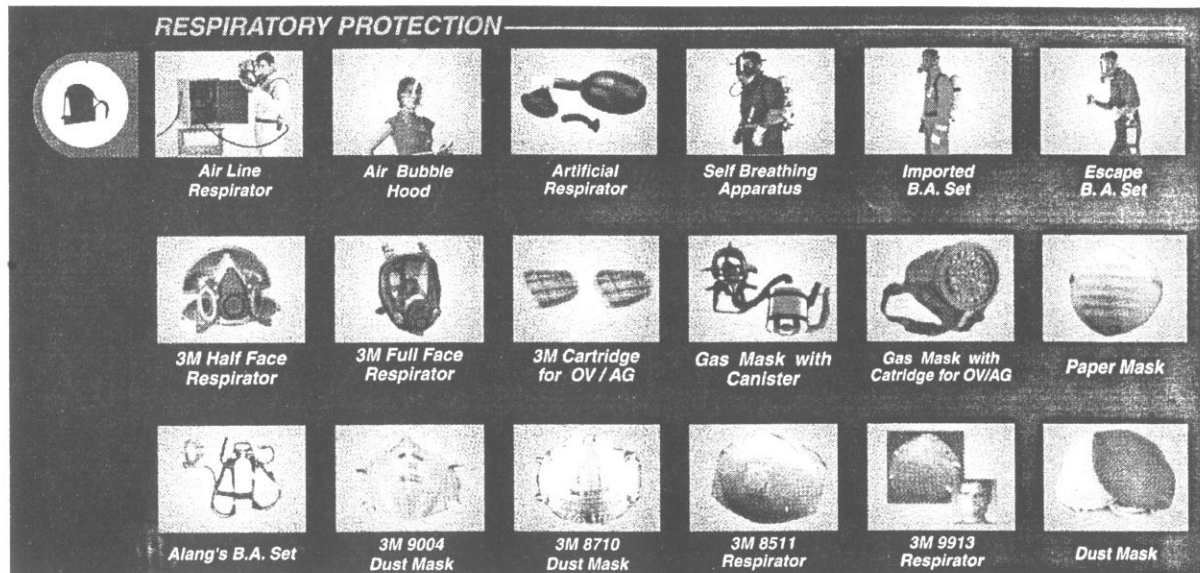 RESPIRATORY PROTECTION
Air Line
Respirator
Air Bubble
Hood
Artificial
Respirator
Self Breathing
Apparatus
Imported
B.A. Set
Escape
B. A. Set
3M Half Face
Respirator
3M Full Face
Respirator
3M Cartridge
for OV / AG
Gas Mask with
Canister
Gas Mask with
Catridge for OV/AG
Paper Mask
Alang's B.A. Set
3M 9004
Dust Mask
3M 8710
Dust Mask
3M 8511
Respirator
3M 9913
Respirator
Dust Mask